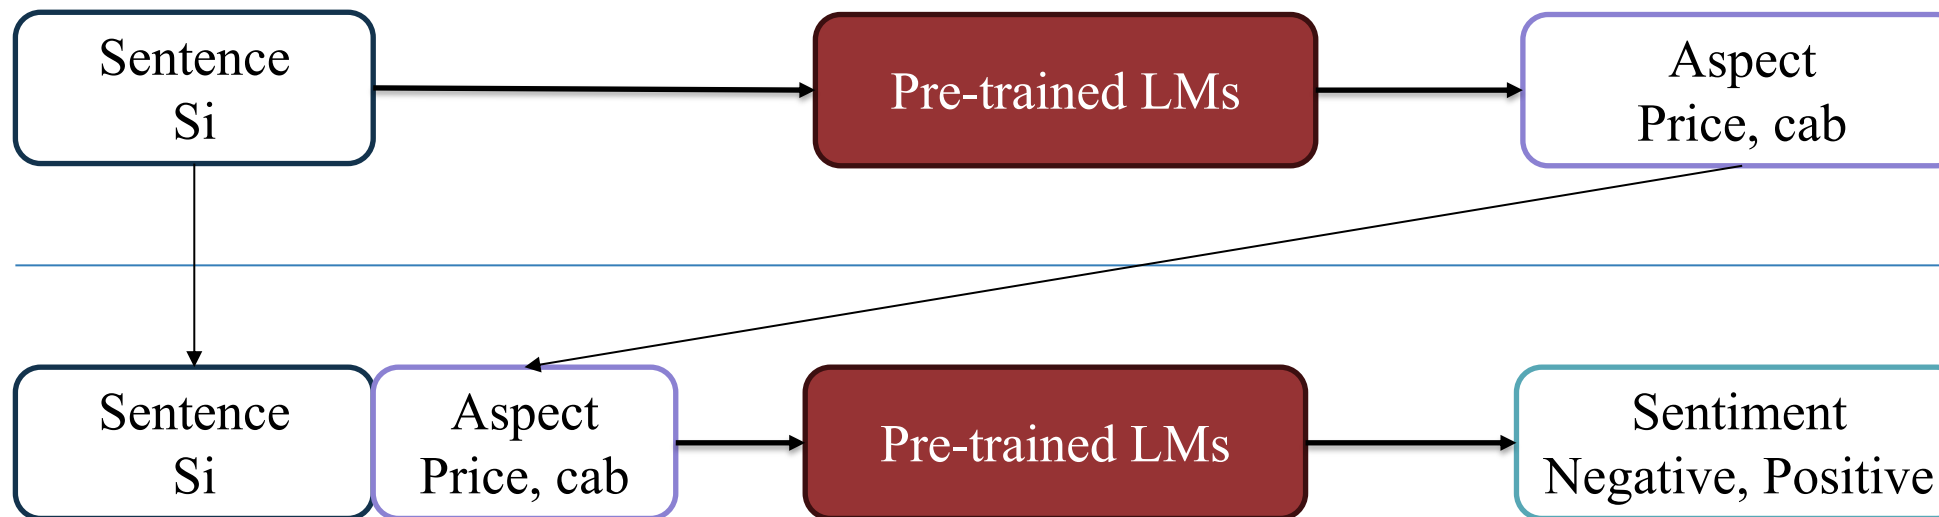 Sentence
Si
Pre-trained LMs
Aspect
Price, cab
Sentence
Si
Aspect
Price, cab
Pre-trained LMs
Sentiment
Negative, Positive